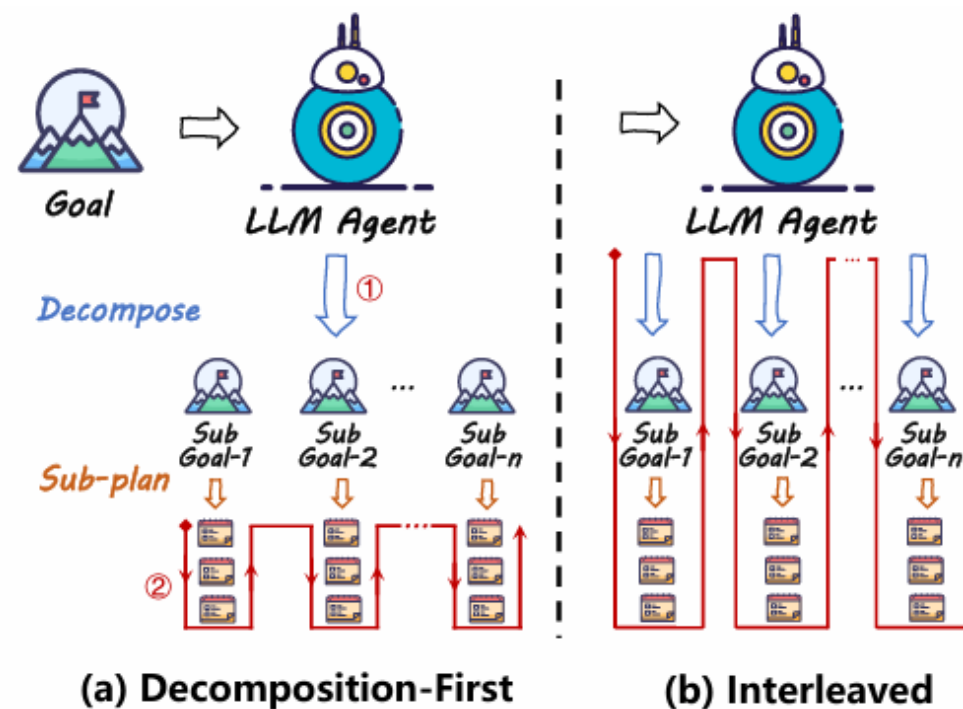 Goal
LLM Agent
LLM Agent
Decompose
①
...
...
...
Sub Goal-1
Sub Goal-2
Sub Goal-n
Sub Goal-1
Sub Goal-2
Sub Goal-n
Sub-plan
②
(a) Decomposition-First
(b) Interleaved